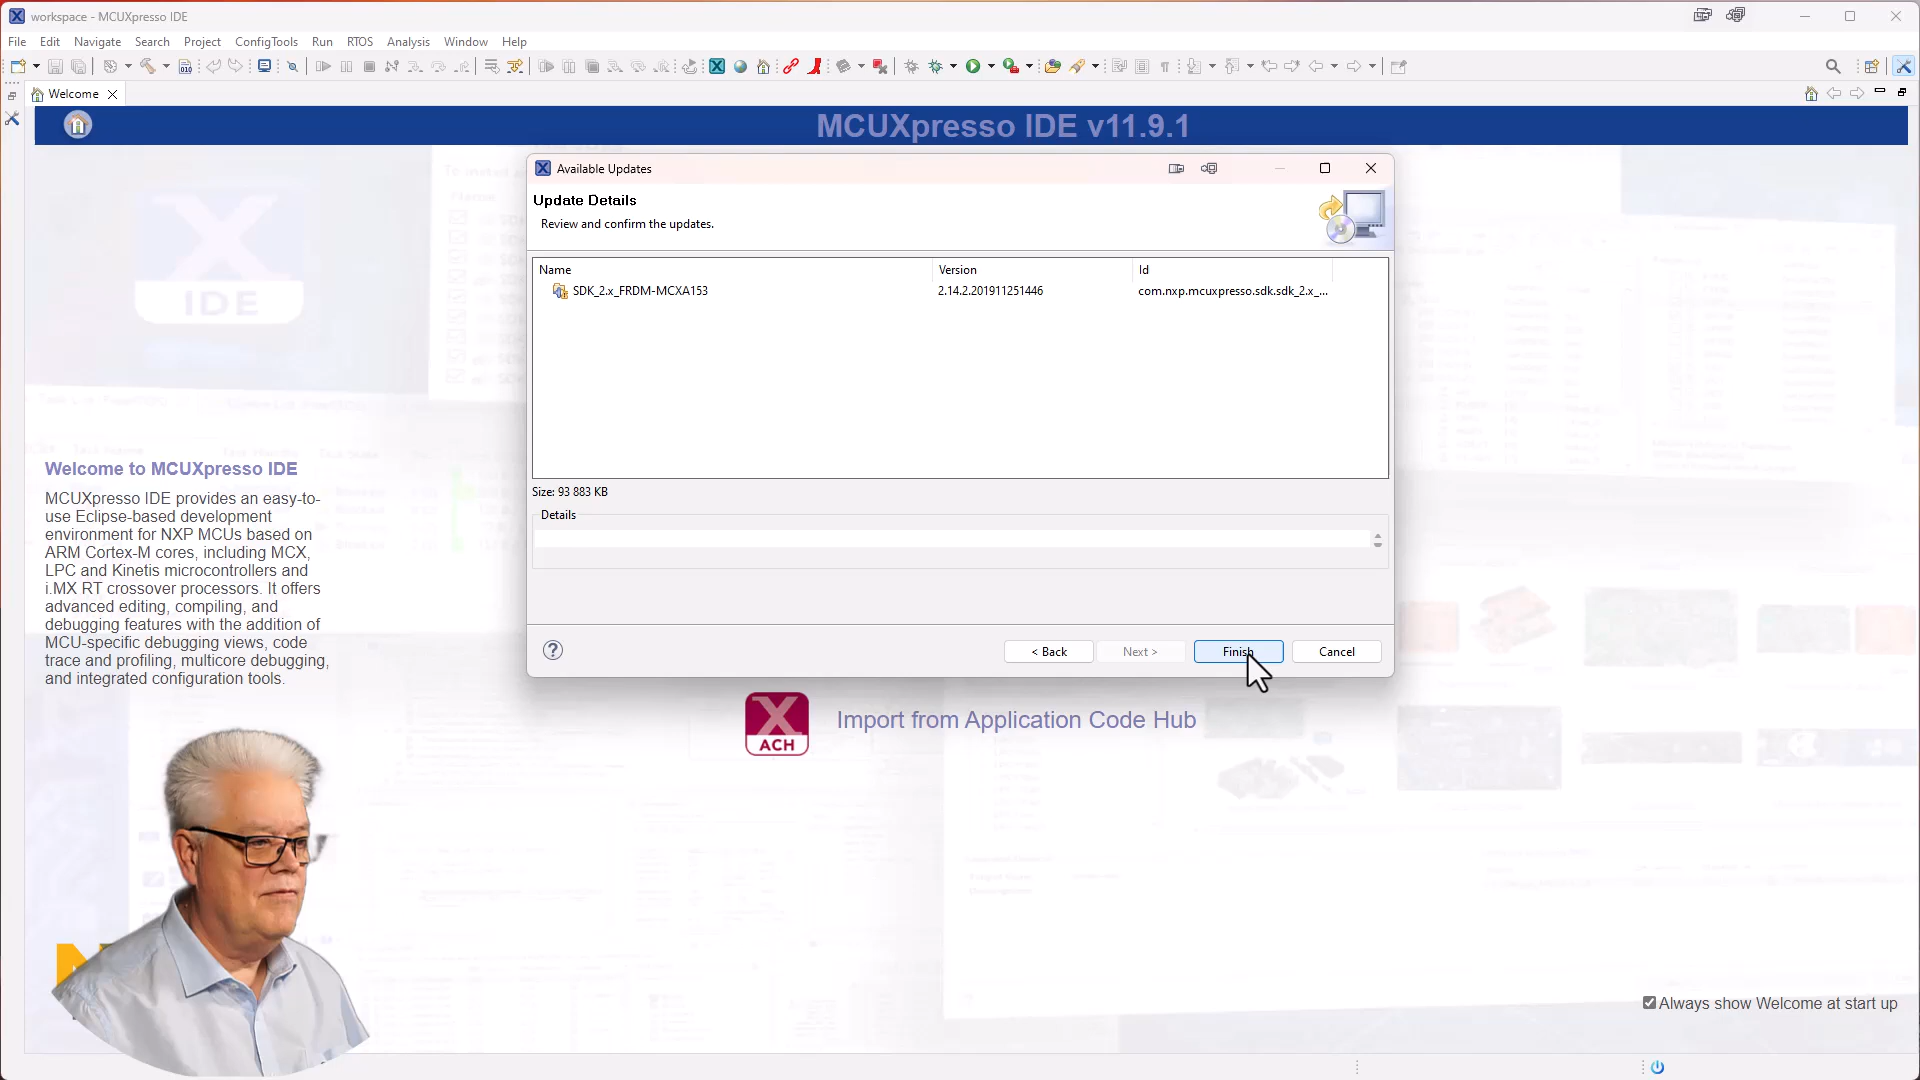 workspace - MCUXpresso IDE
File Edit Navigate Search Project ConfigTools Run RTOS Analysis Window Help
Welcome
MCUXpresso IDE v11.9.1
Available Updates
Update Details
Review and confirm the updates.
Name Version Id
SDK_2.x_FRDM-MCXA153 2.14.2.201911251446 com.nxp.mcuxpresso.sdk.sdk_2.x_...
Size: 93 883 KB
Details
< Back Next > Finish Cancel
IDE
Welcome to MCUXpresso IDE
MCUXpresso IDE provides an easy-to-
use Eclipse-based development
environment for NXP MCUs based on
ARM Cortex-M cores, including MCX,
LPC and Kinetis microcontrollers and
i.MX RT crossover processors. It offers
advanced editing, compiling, and
debugging features with the addition of
MCU-specific debugging views, code
trace and profiling, multicore debugging,
and integrated configuration tools.
ACH
Import from Application Code Hub
Always show Welcome at start up